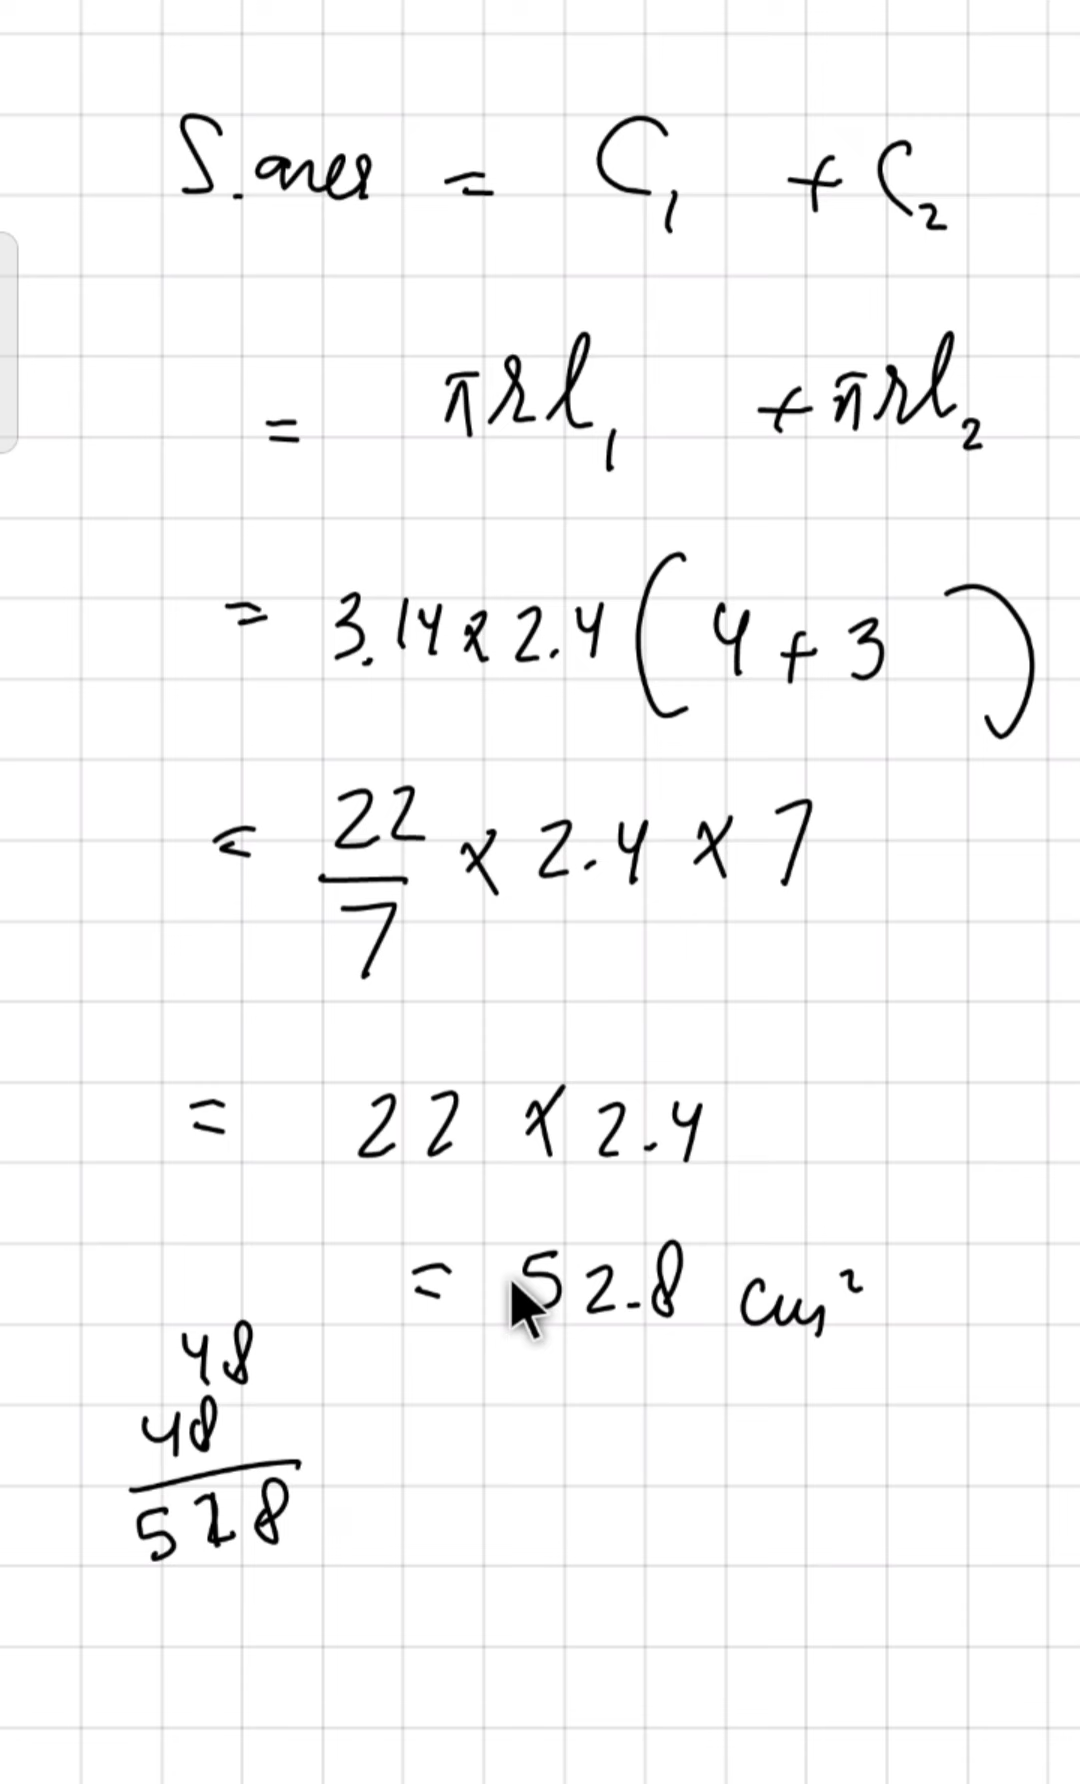 S.area = C₁ + C₂
= πrl₁ + πrl₂
= 3.14 x 2.4 ( 4 + 3 )
= 22/7 x 2.4 x 7
= 22 x 2.4
= 52.8 cm²
48
48
528